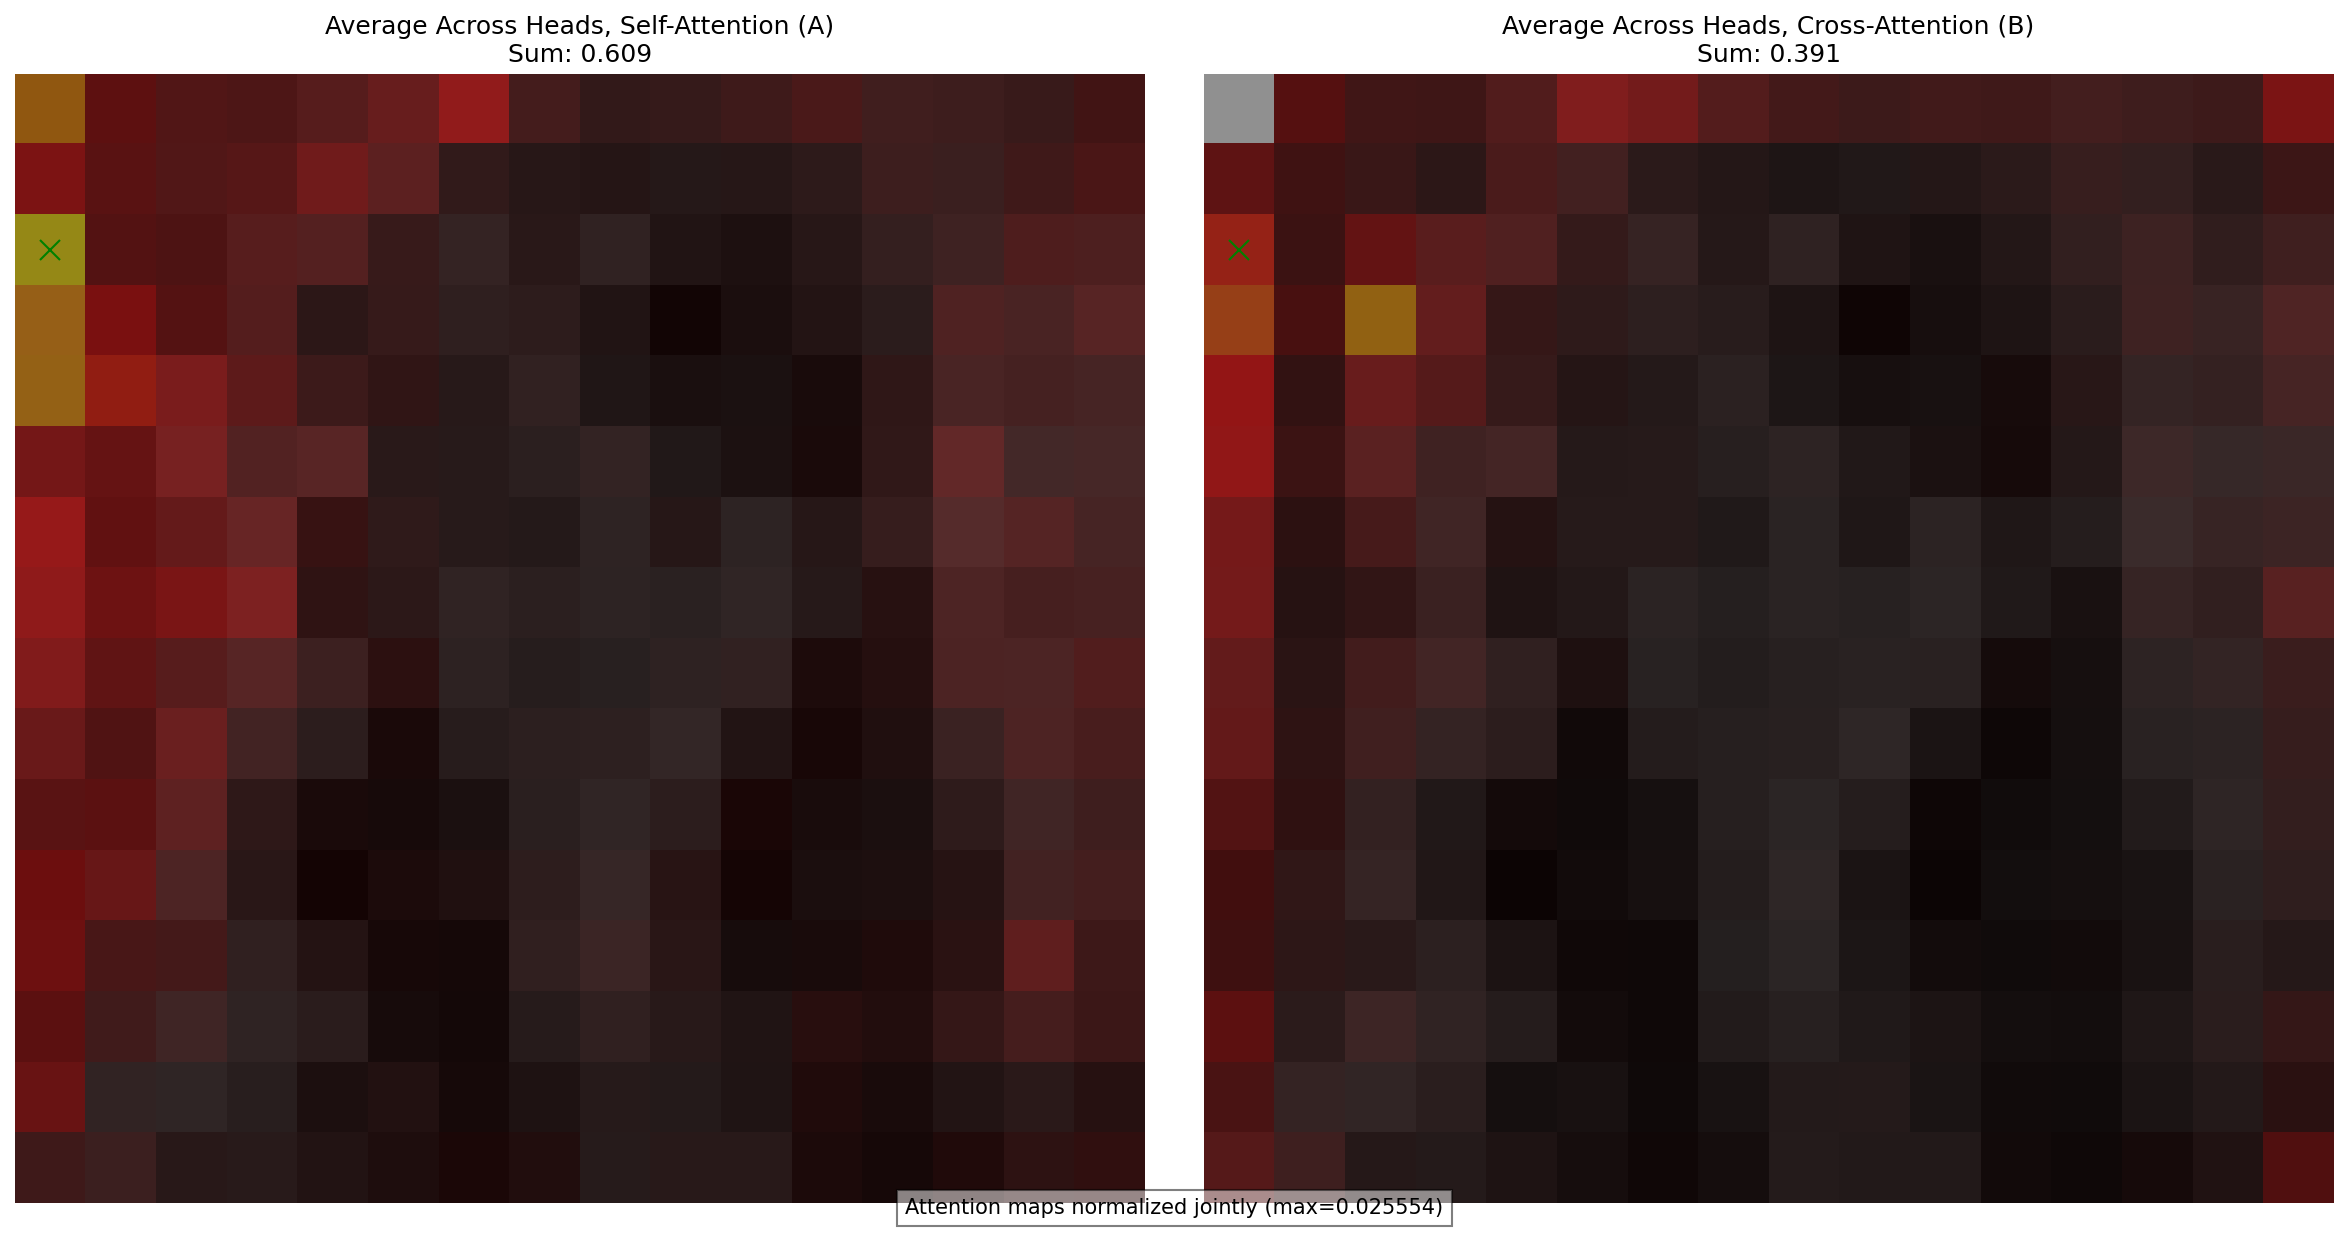 Average Across Heads, Self-Attention (A)
Sum: 0.609
Average Across Heads, Cross-Attention (B)
Sum: 0.391
Attention maps normalized jointly (max=0.025554)